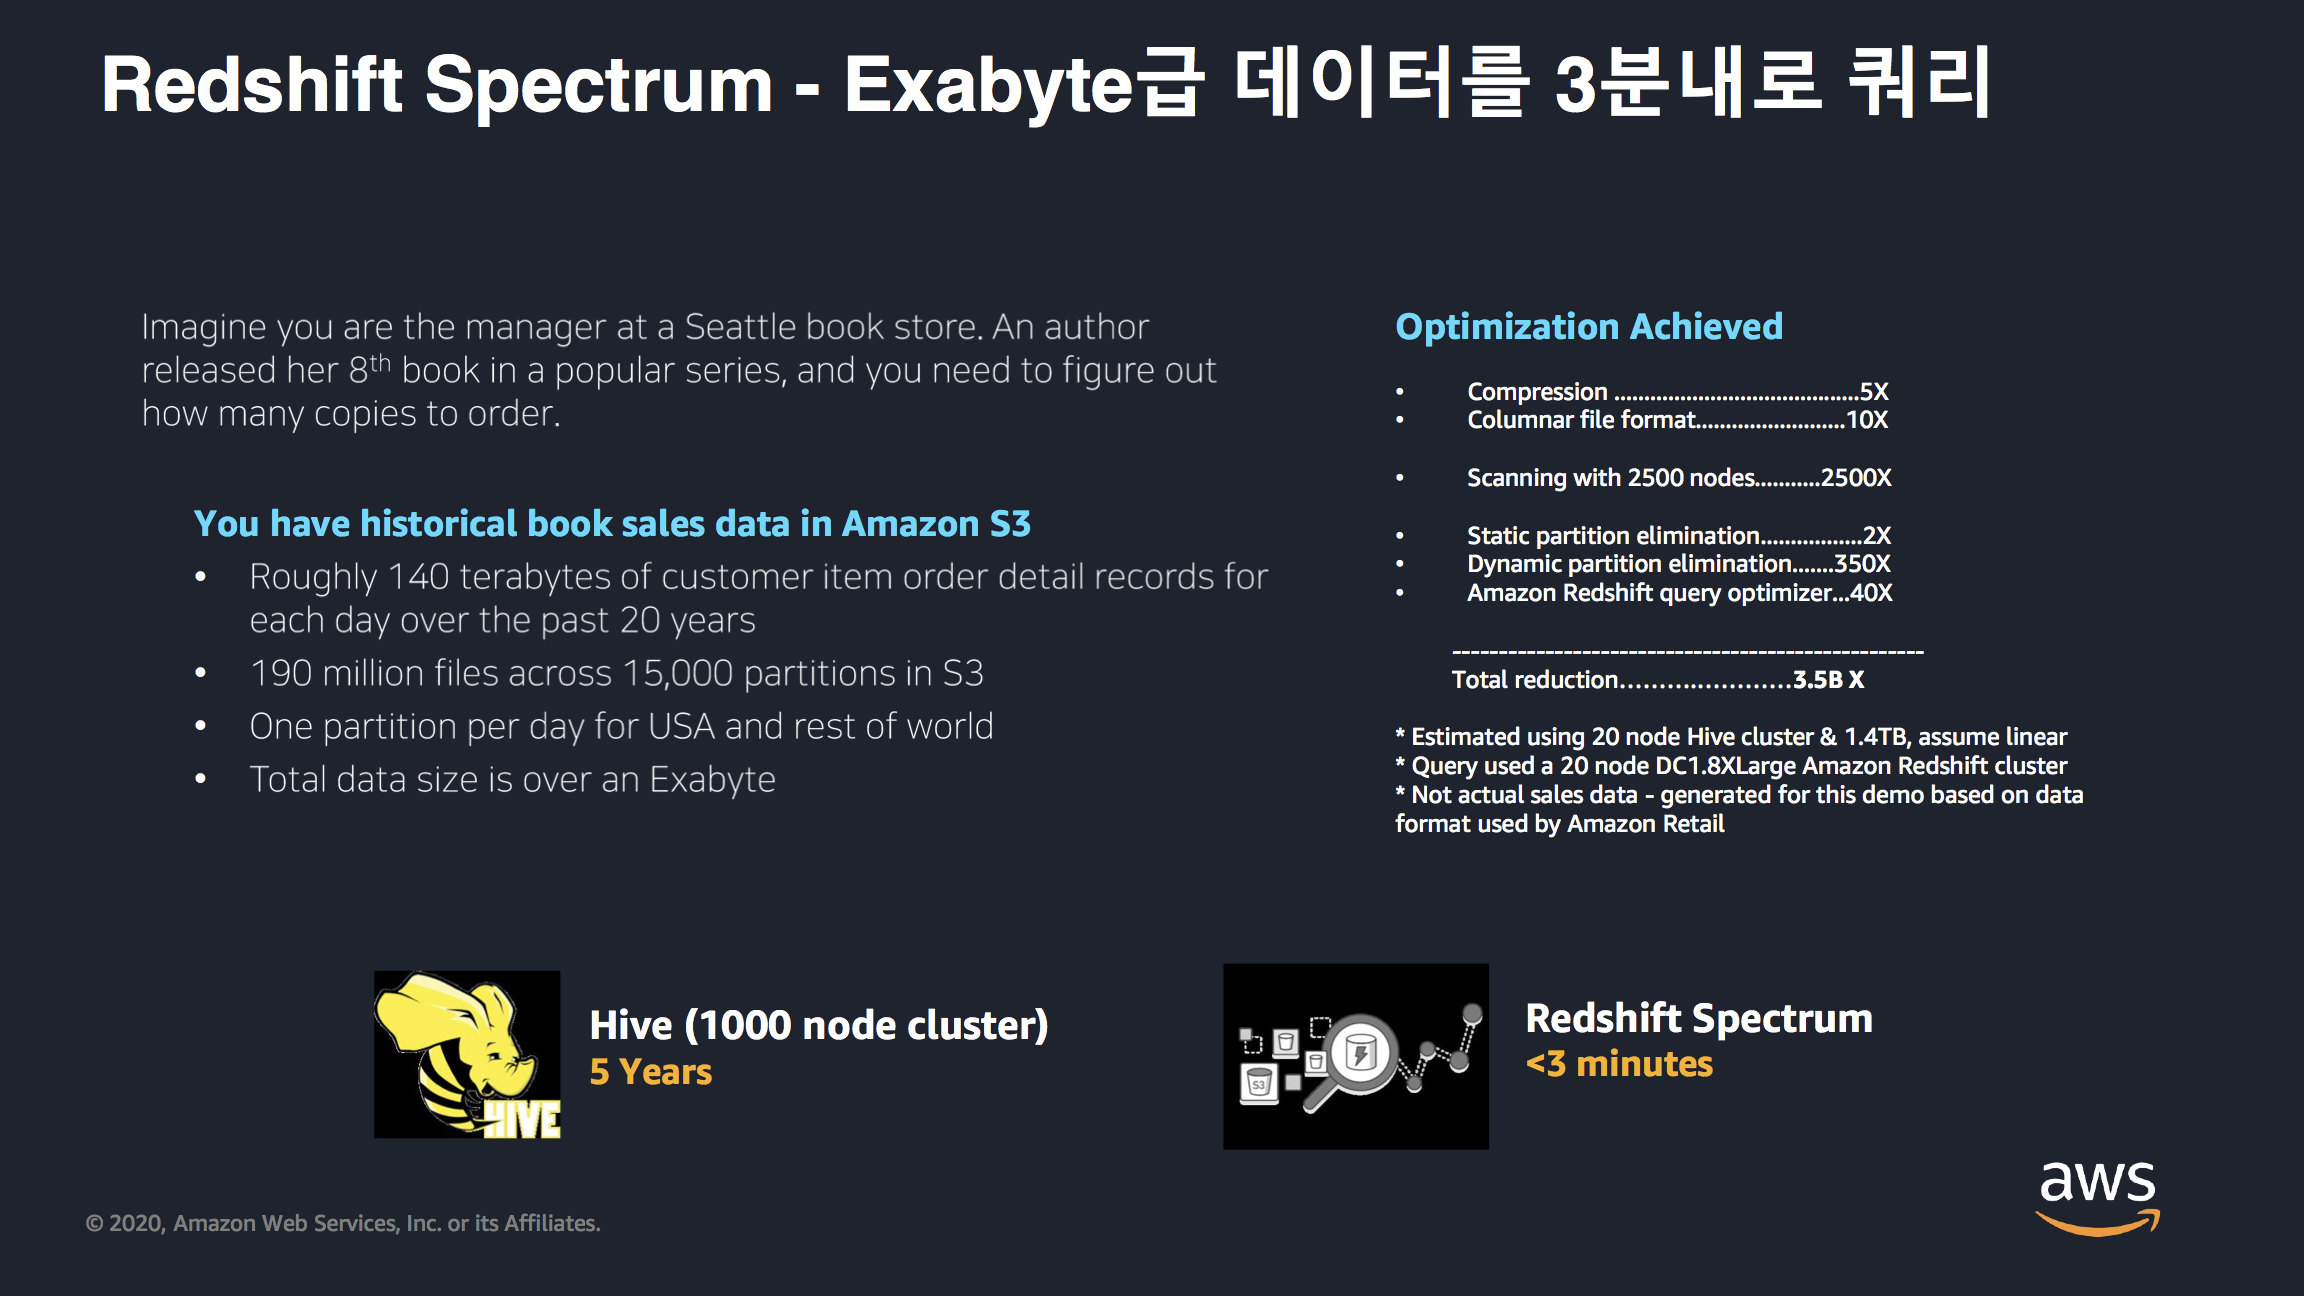 Redshift Spectrum - Exabyte급 데이터를 3분내로 쿼리
Imagine you are the manager at a Seattle book store. An author
released her 8th book in a popular series, and you need to figure out
how many copies to order.
You have historical book sales data in Amazon S3
• Roughly 140 terabytes of customer item order detail records for
each day over the past 20 years
• 190 million files across 15,000 partitions in S3
• One partition per day for USA and rest of world
• Total data size is over an Exabyte
Optimization Achieved
• Compression .........................................5X
• Columnar file format.........................10X
• Scanning with 2500 nodes...........2500X
• Static partition elimination.................2X
• Dynamic partition elimination.......350X
• Amazon Redshift query optimizer...40X
---------------------------------------------------
Total reduction......................3.5B X
* Estimated using 20 node Hive cluster & 1.4TB, assume linear
* Query used a 20 node DC1.8XLarge Amazon Redshift cluster
* Not actual sales data - generated for this demo based on data
format used by Amazon Retail
HIVE
Hive (1000 node cluster)
5 Years
S3
Redshift Spectrum
<3 minutes
aws
© 2020, Amazon Web Services, Inc. or its Affiliates.